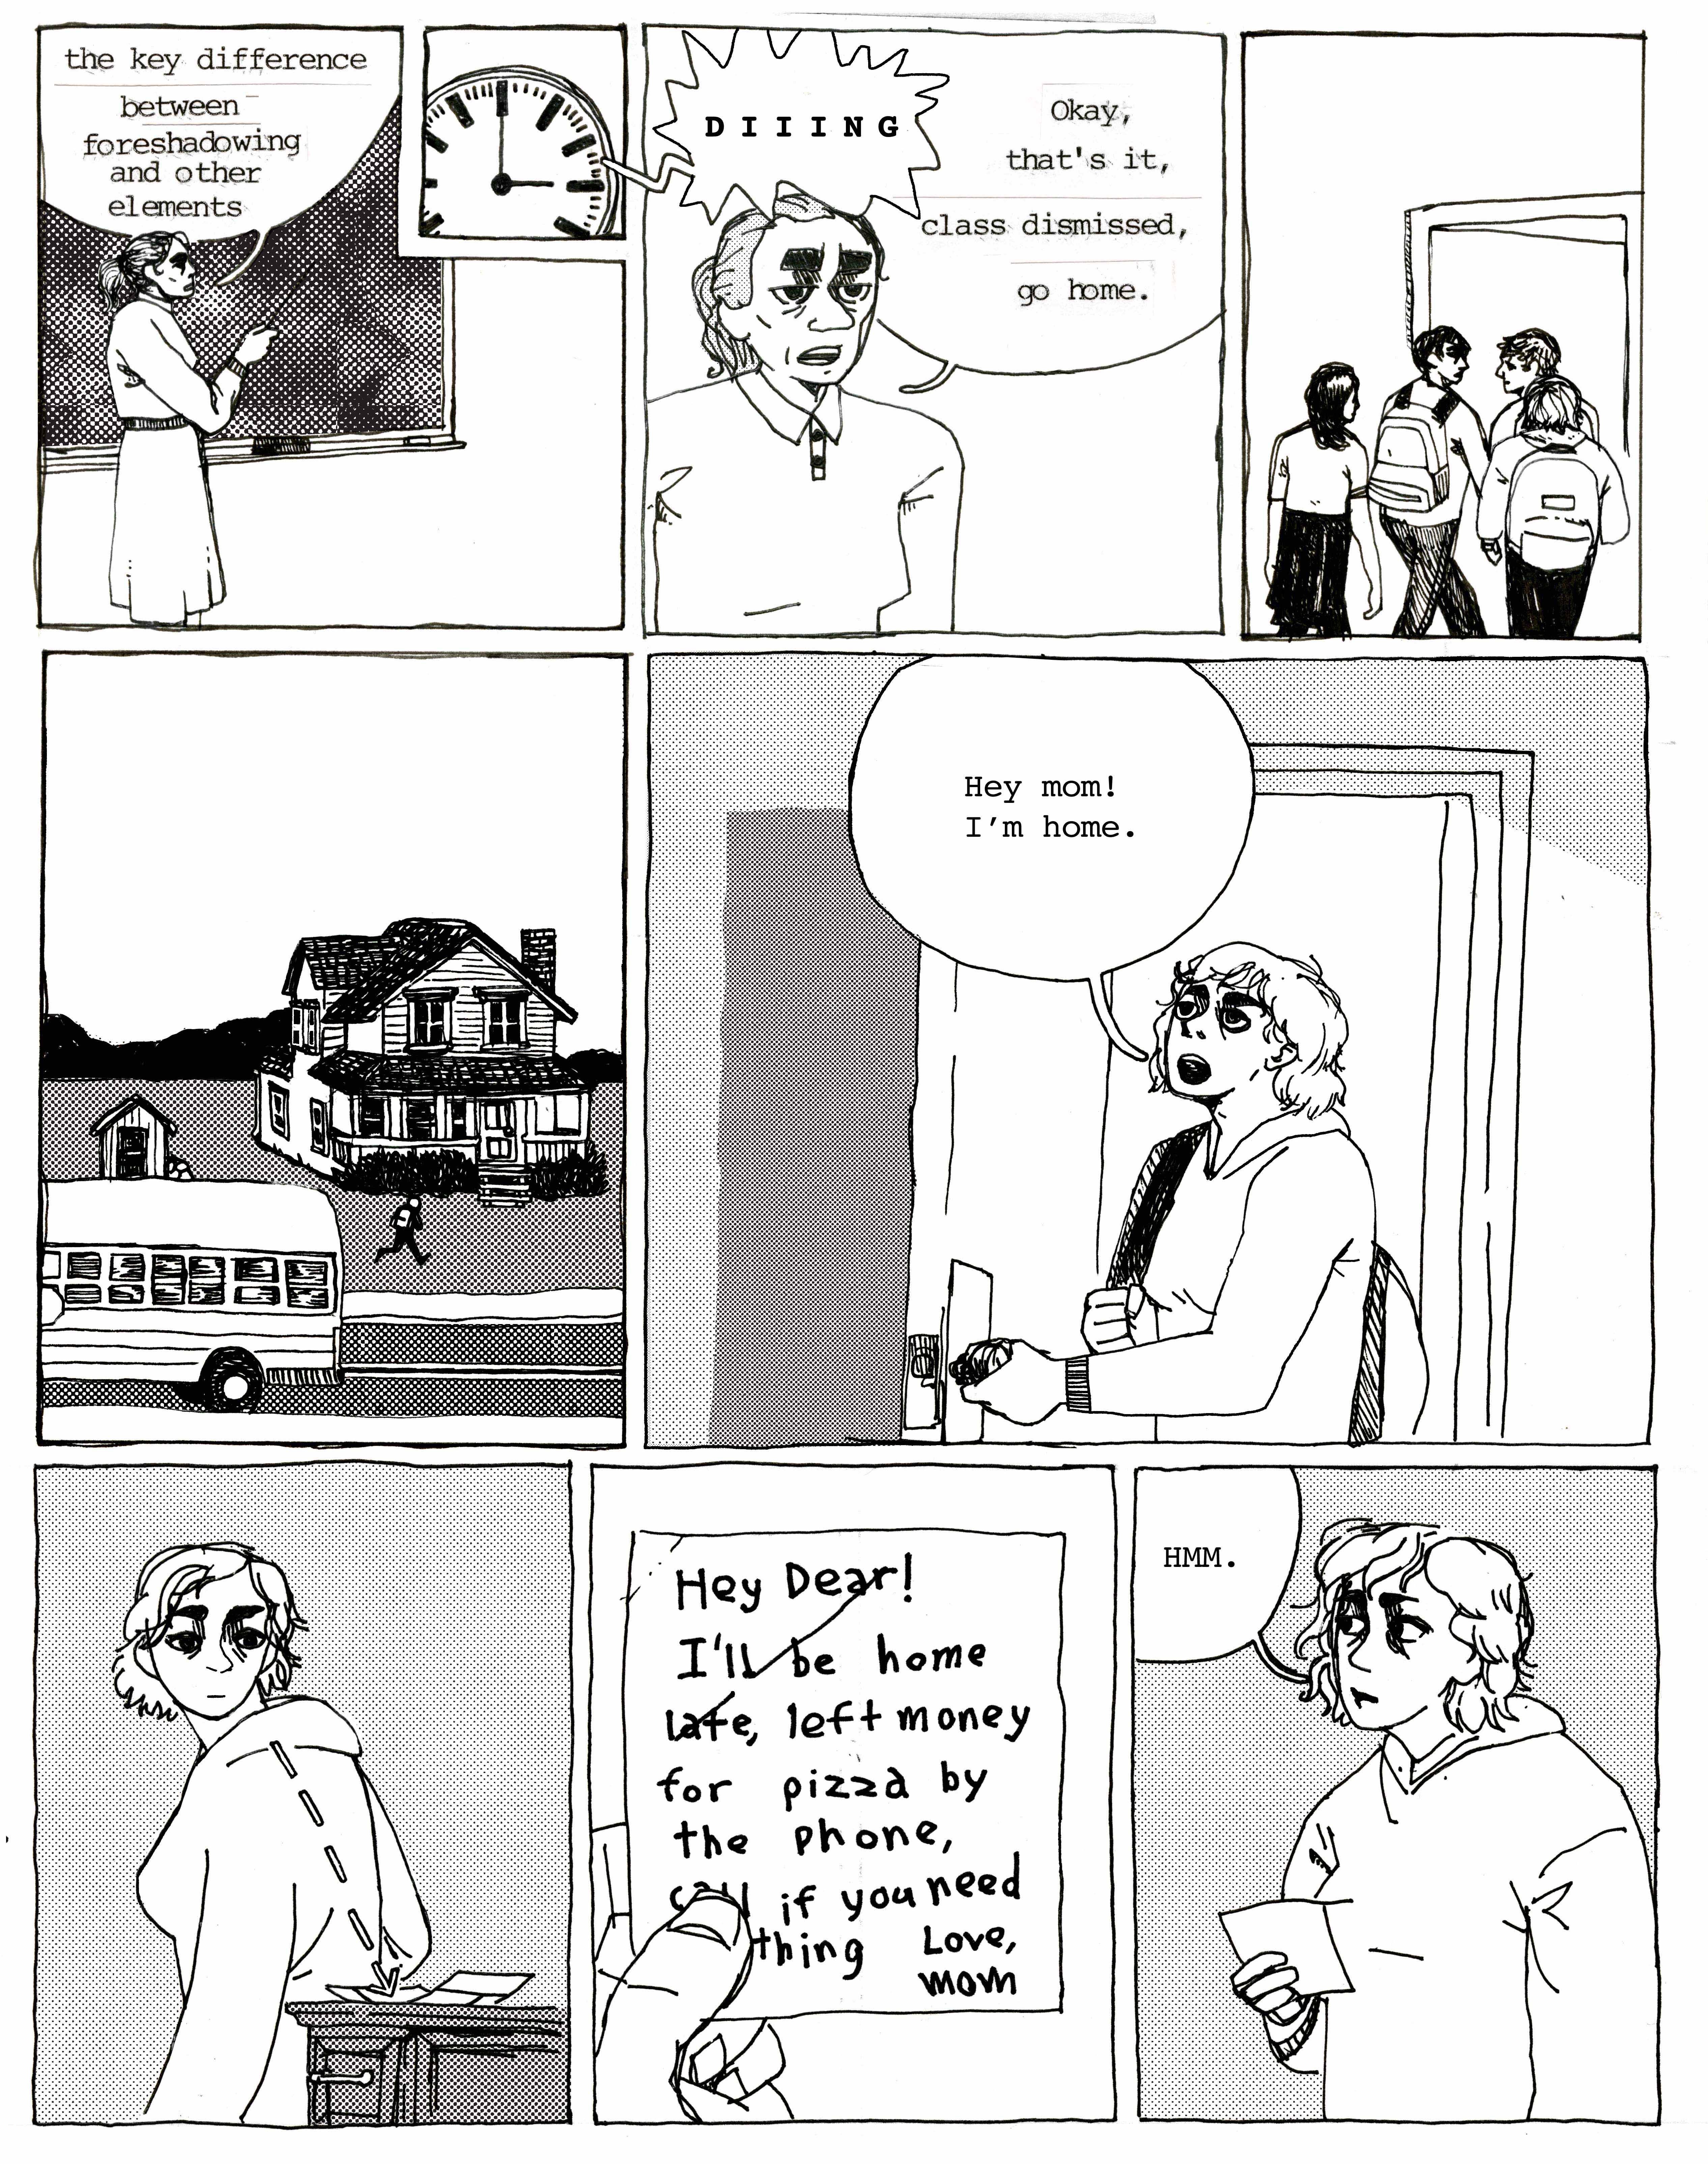 the key difference
between
foreshadowing
and other
elements
DIIING
Okay,
that's it,
class dismissed,
go home.
Hey mom!
I'm home.
Hey Dear!
I'll be home
late, left money
for pizza by
the phone,
call if you need
thing Love,
mom
HMM.